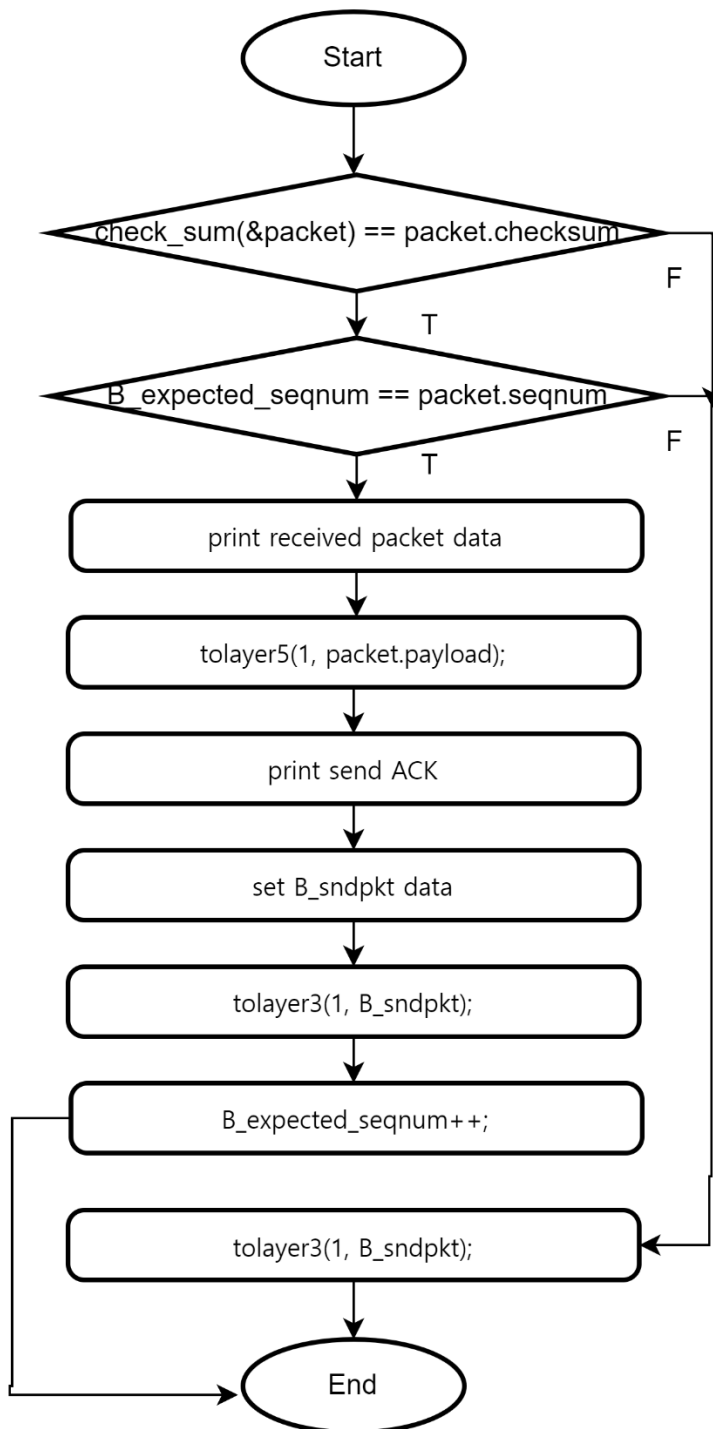 Start
check_sum(&packet) == packet.checksum
F
T
B_expected_seqnum == packet.seqnum
F
T
print received packet data
tolayer5(1, packet.payload);
print send ACK
set B_sndpkt data
tolayer3(1, B_sndpkt);
B_expected_seqnum++;
tolayer3(1, B_sndpkt);
End